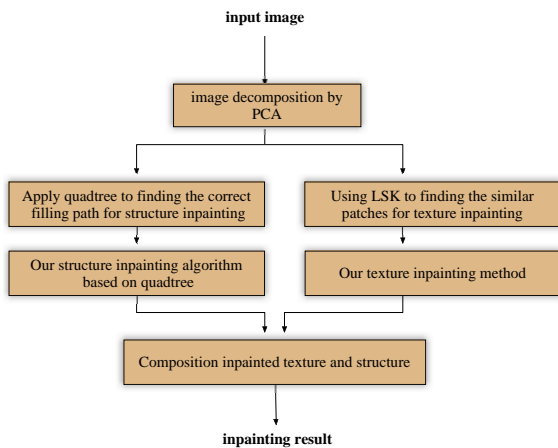 input image
image decomposition by
PCA
Apply quadtree to finding the correct
filling path for structure inpainting
Using LSK to finding the similar
patches for texture inpainting
Our structure inpainting algorithm
based on quadtree
Our texture inpainting method
Composition inpainted texture and structure
inpainting result